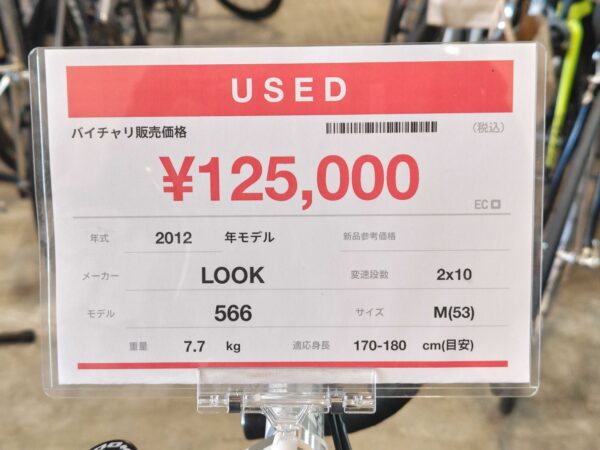 USED
バイチャリ販売価格
(税込)
¥125,000
EC
年式 2012 年モデル 新品参考価格
メーカー LOOK 変速段数 2x10
モデル 566 サイズ M(53)
重量 7.7 kg 適応身長 170-180 cm(目安)